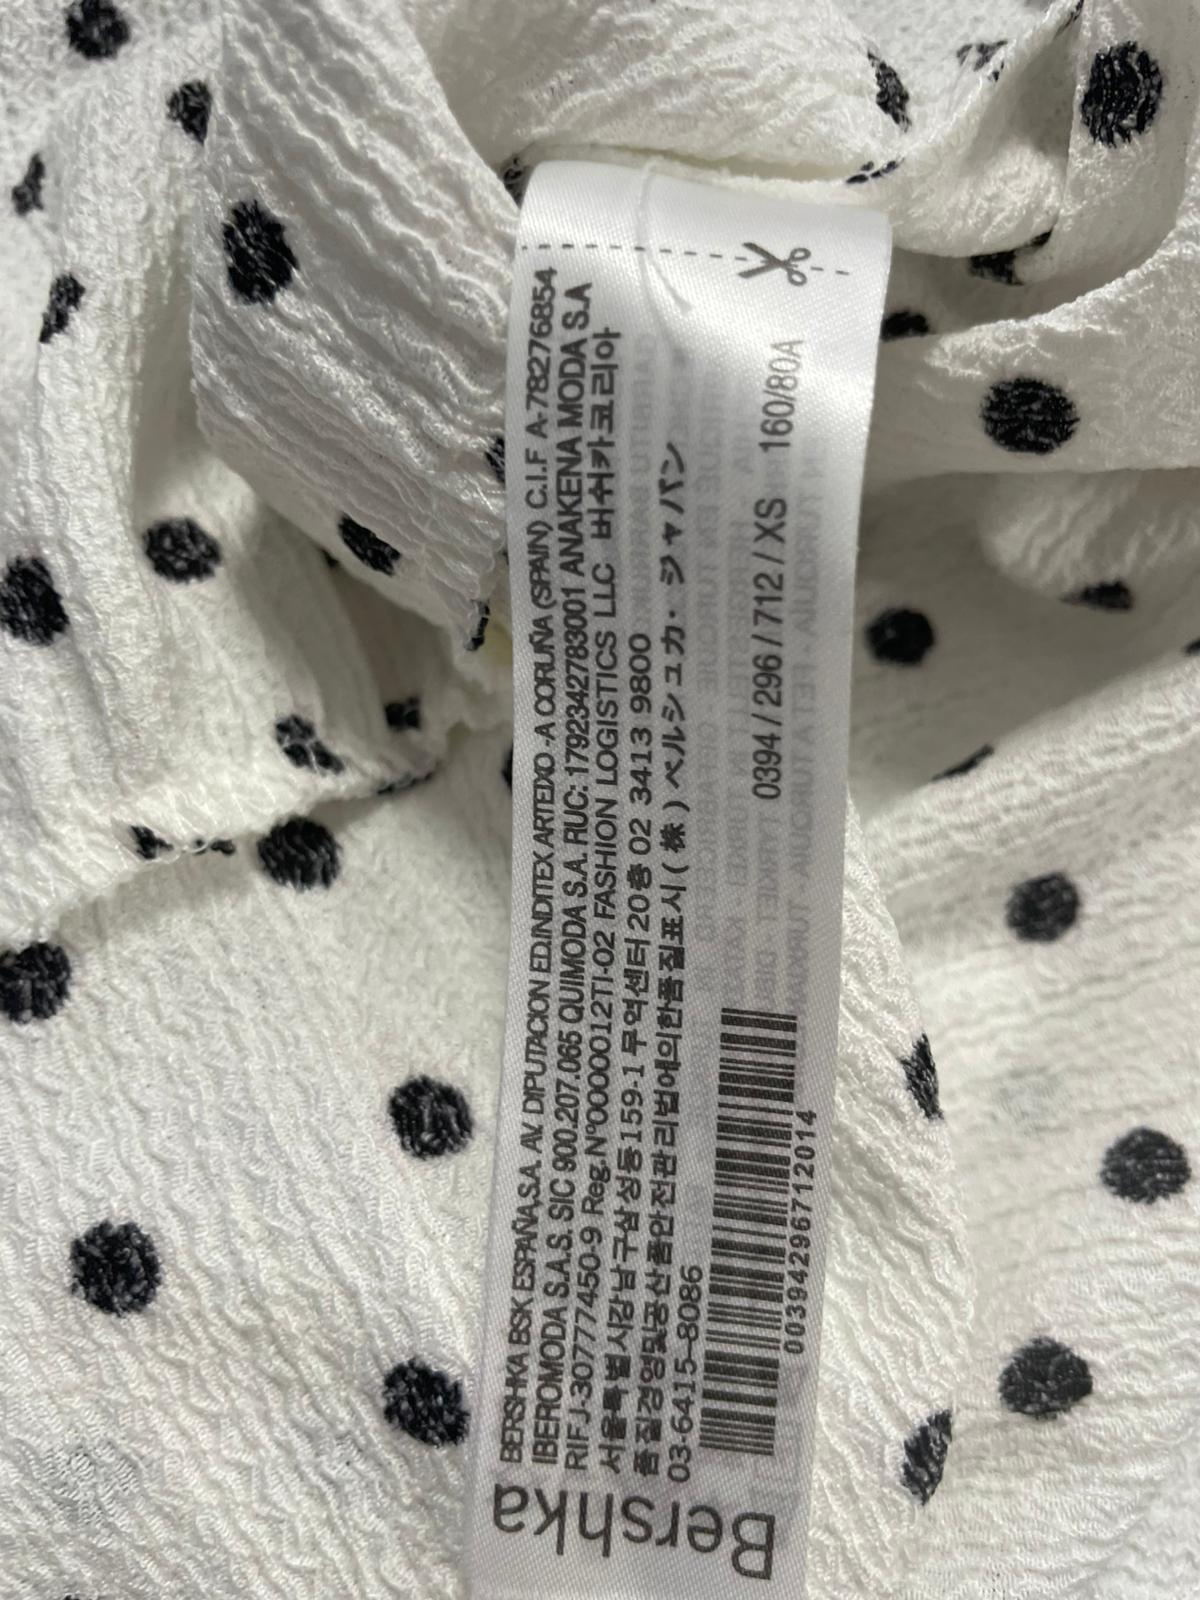 Bershka
BERSHKA BSK ESPAÑA,S.A. AV. DIPUTACION ED.INDITEX ARTEIXO -A CORUÑA (SPAIN) C.I.F A-78276854
IBEROMODA S.A.S. SIC 900.207.065 QUIMODA S.A. RUC: 1792342783001 ANAKENA MODA S.A
RIF J-30777450-9 Reg.Nº000012TI-02 FASHION LOGISTICS LLC 버쉬카코리아
서울특별시강남구삼성동159-1 무역센터 20층 02 3413 9800
품질경영및공산품안전관리법에의한품질표시 (株) ベルシュカ・ジャパン
03-6415-8086
0394 / 296 / 712 / XS 160/80A
00394296712014